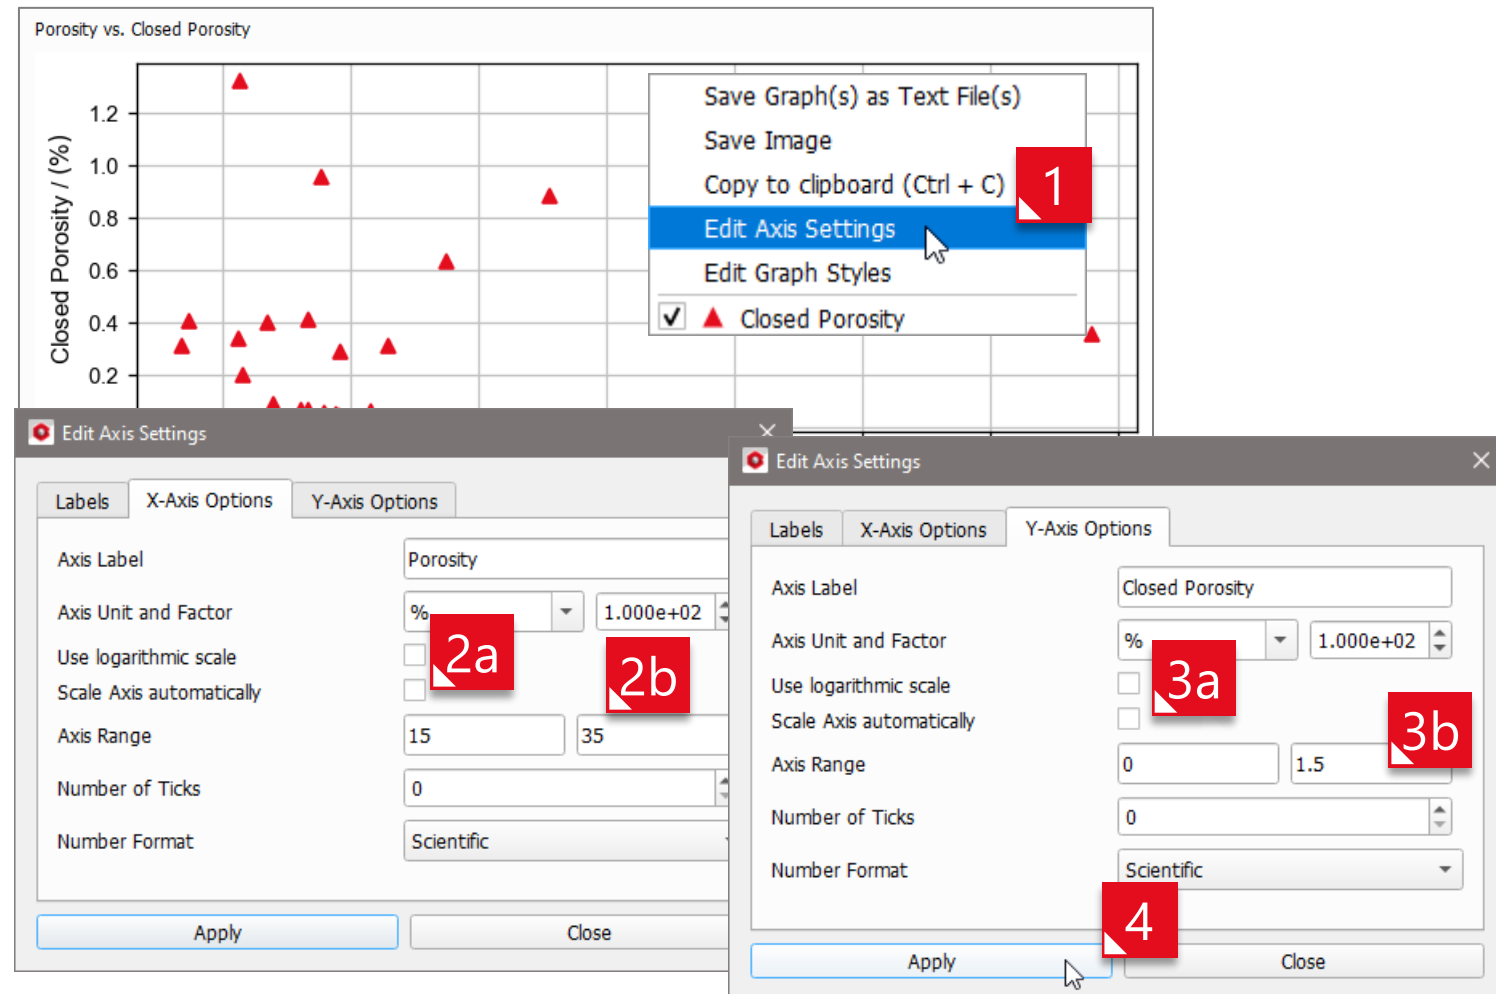 Porosity vs. Closed Porosity
Closed Porosity / (%)
1.2
1.0
0.8
0.6
0.4
0.2
Save Graph(s) as Text File(s)
Save Image
Copy to clipboard (Ctrl + C)
1
Edit Axis Settings
Edit Graph Styles
Closed Porosity
Edit Axis Settings
Labels X-Axis Options Y-Axis Options
Axis Label Porosity
Axis Unit and Factor % 1.000e+02
2a
2b
Use logarithmic scale
Scale Axis automatically
Axis Range 15 35
Number of Ticks 0
Number Format Scientific
Apply Close
Edit Axis Settings
Labels X-Axis Options Y-Axis Options
Axis Label Closed Porosity
Axis Unit and Factor % 1.000e+02
3a
3b
Use logarithmic scale
Scale Axis automatically
Axis Range 0 1.5
Number of Ticks 0
Number Format Scientific
4
Apply Close